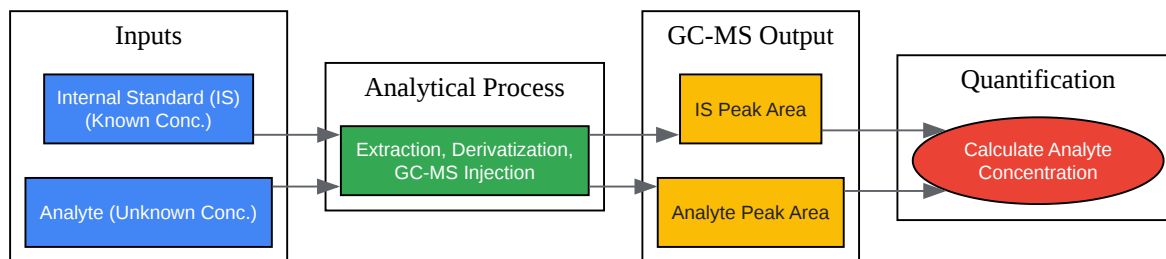 Inputs
Internal Standard (IS)
(Known Conc.)
Analyte (Unknown Conc.)
Analytical Process
Extraction, Derivatization,
GC-MS Injection
GC-MS Output
IS Peak Area
Analyte Peak Area
Quantification
Calculate Analyte
Concentration